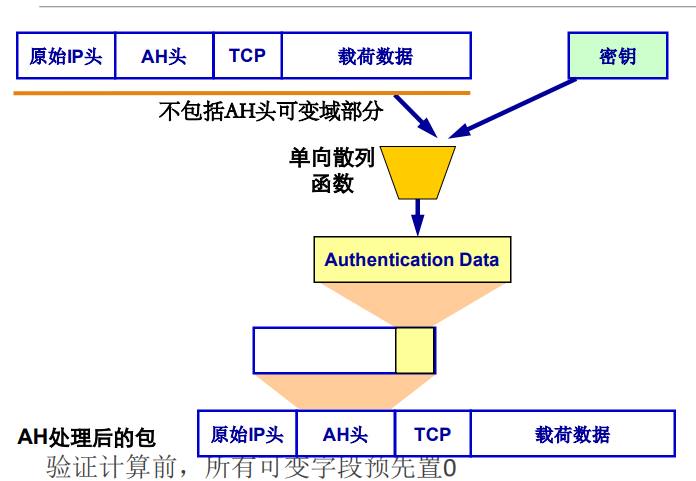 原始IP头 AH头 TCP 载荷数据 密钥
不包括AH头可变域部分
单向散列
函数
Authentication Data
原始IP头 AH头 TCP 载荷数据
AH处理后的包
验证计算前，所有可变字段预先置0